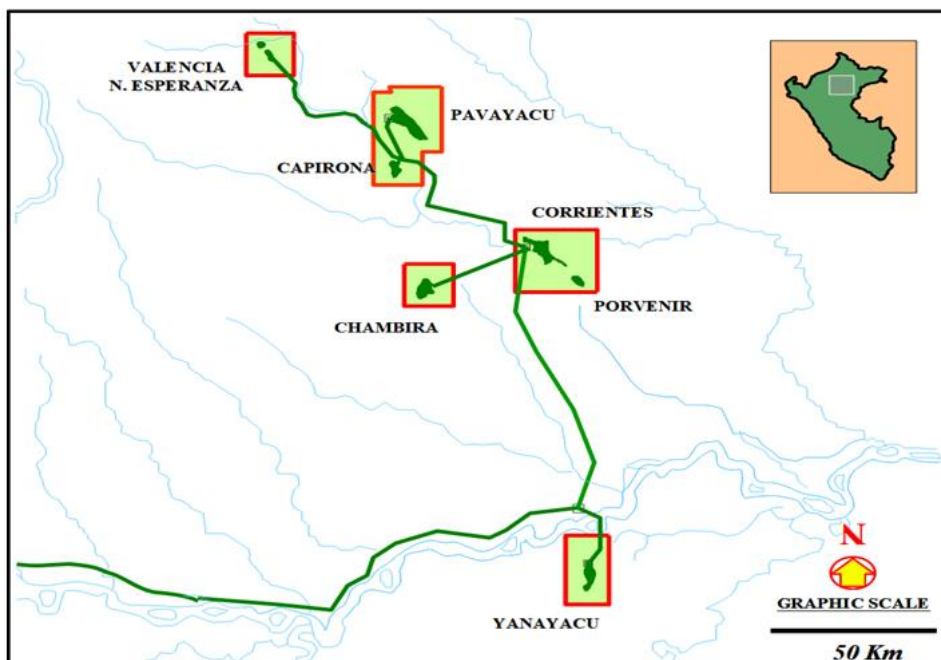 VALENCIA
N. ESPERANZA
PAVAYACU
CAPIRONA
CORRIENTES
PORVENIR
CHAMBIRA
YANAYACU
N
GRAPHIC SCALE
50 Km